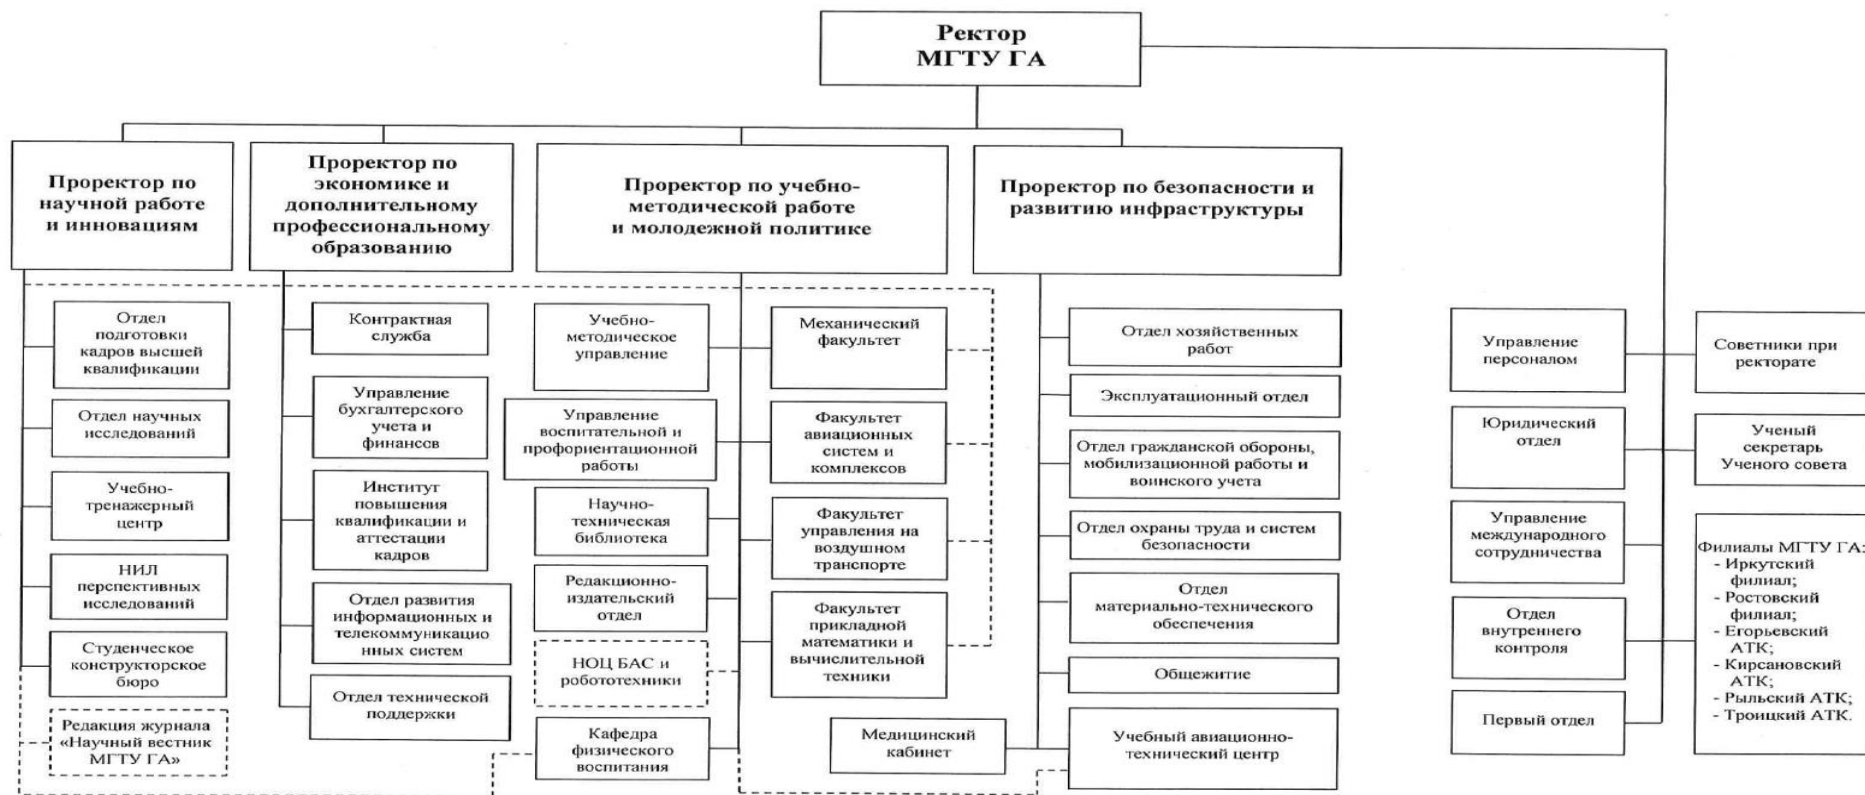 Ректор
МГТУ ГА
Проректор по
научной работе
и инновациям
Проректор по
экономике и
дополнительному
профессиональному
образованию
Проректор по учебно-
методической работе
и молодежной политике
Проректор по безопасности и
развитию инфраструктуры
Отдел
подготовки
кадров высшей
квалификации
Отдел научных
исследований
Учебно-
тренажерный
центр
НИЛ
перспективных
исследований
Студенческое
конструкторское
бюро
Редакция журнала
«Научный вестник
МГТУ ГА»
Контрактная
служба
Управление
бухгалтерского
учета и
финансов
Институт
повышения
квалификации и
аттестации
кадров
Отдел развития
информационных и
телекоммуникацио
нных систем
Отдел технической
поддержки
Учебно-
методическое
управление
Управление
воспитательной и
профориентационной
работы
Научно-
техническая
библиотека
Редакционно-
издательский
отдел
НОЦ БАС и
робототехники
Кафедра
физического
воспитания
Механический
факультет
Факультет
авиационных
систем и
комплексов
Факультет
управления на
воздушном
транспорте
Факультет
прикладной
математики и
вычислительной
техники
Медицинский
кабинет
Отдел хозяйственных
работ
Эксплуатационный отдел
Отдел гражданской обороны,
мобилизационной работы и
воинского учета
Отдел охраны труда и систем
безопасности
Отдел
материально-технического
обеспечения
Общежитие
Учебный авиационно-
технический центр
Управление
персоналом
Юридический
отдел
Управление
международного
сотрудничества
Отдел
внутреннего
контроля
Первый отдел
Советники при
ректорате
Ученый
секретарь
Ученого совета
Филиалы МГТУ ГА:
- Иркутский
филиал;
- Ростовский
филиал;
- Егорьевский
АТК;
- Кирсановский
АТК;
- Рыльский АТК;
- Троицкий АТК.